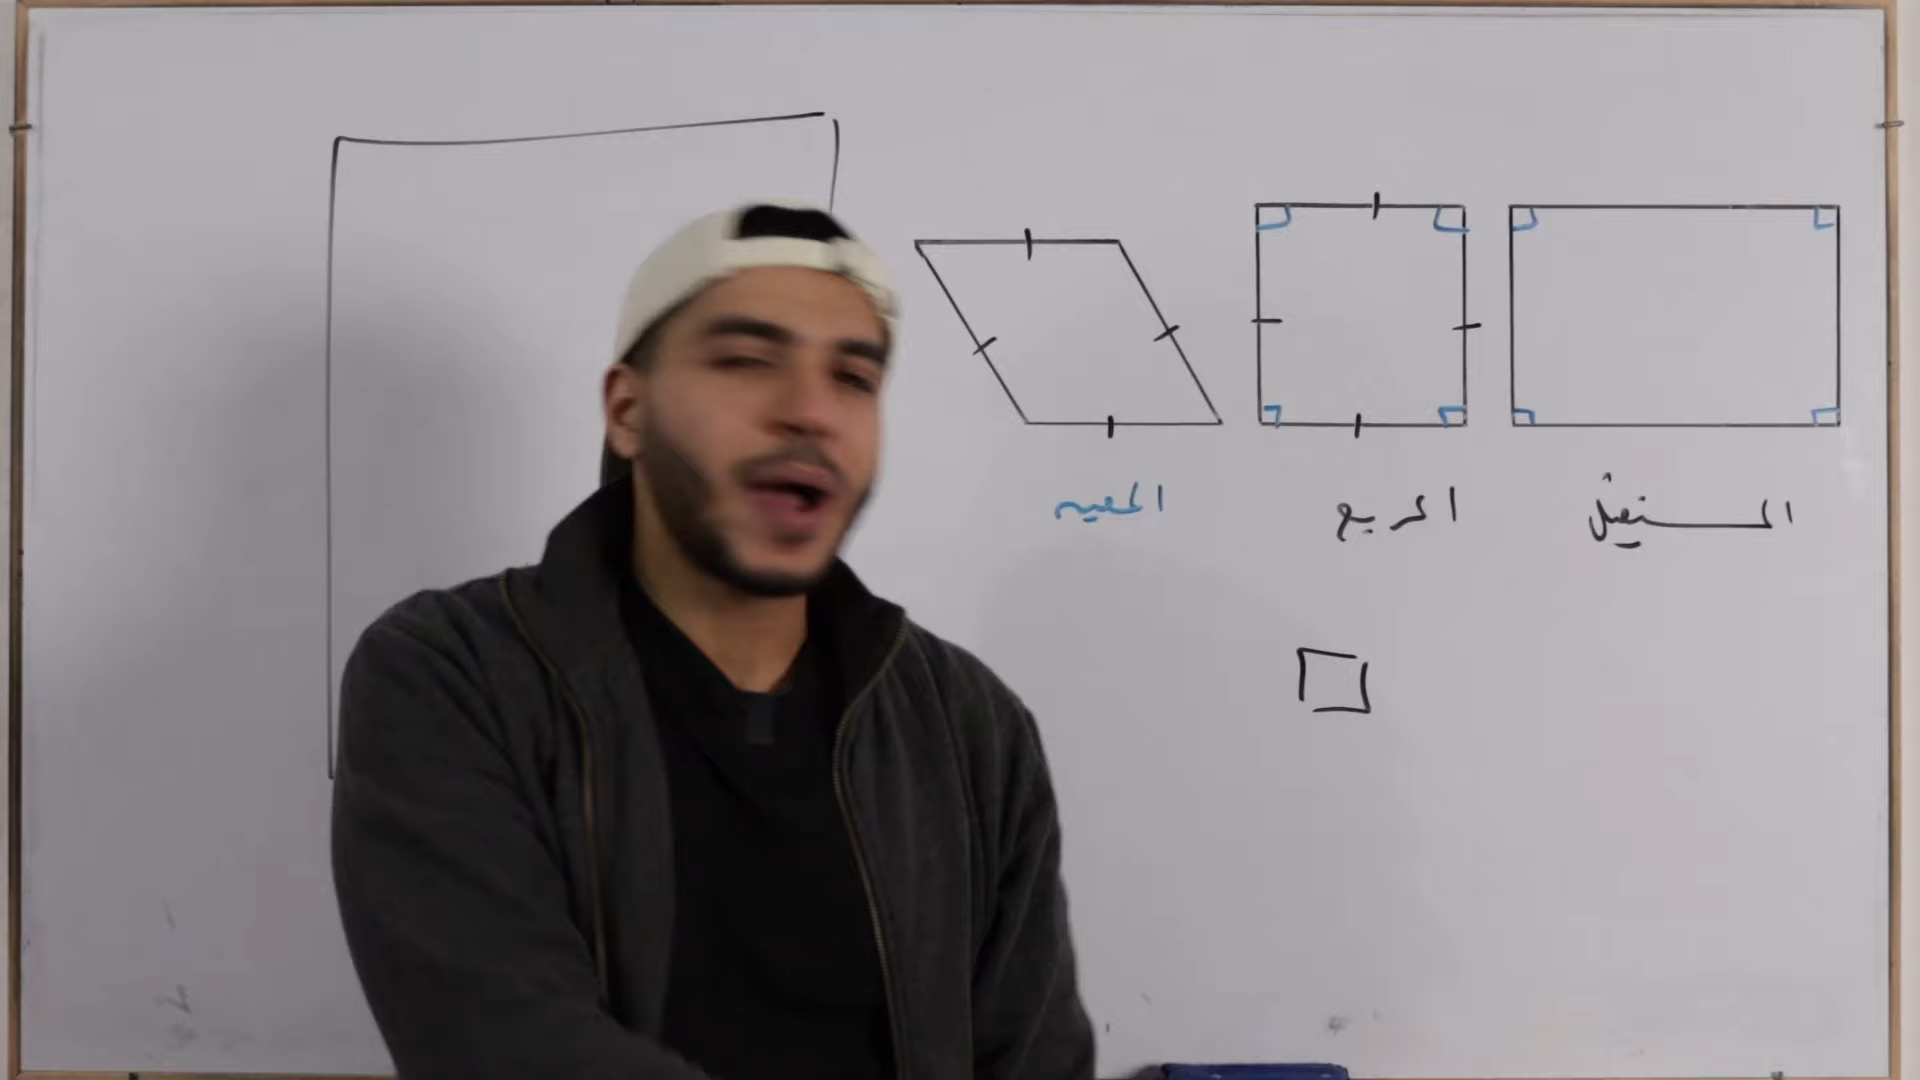 المستطيل
المربع
المعين